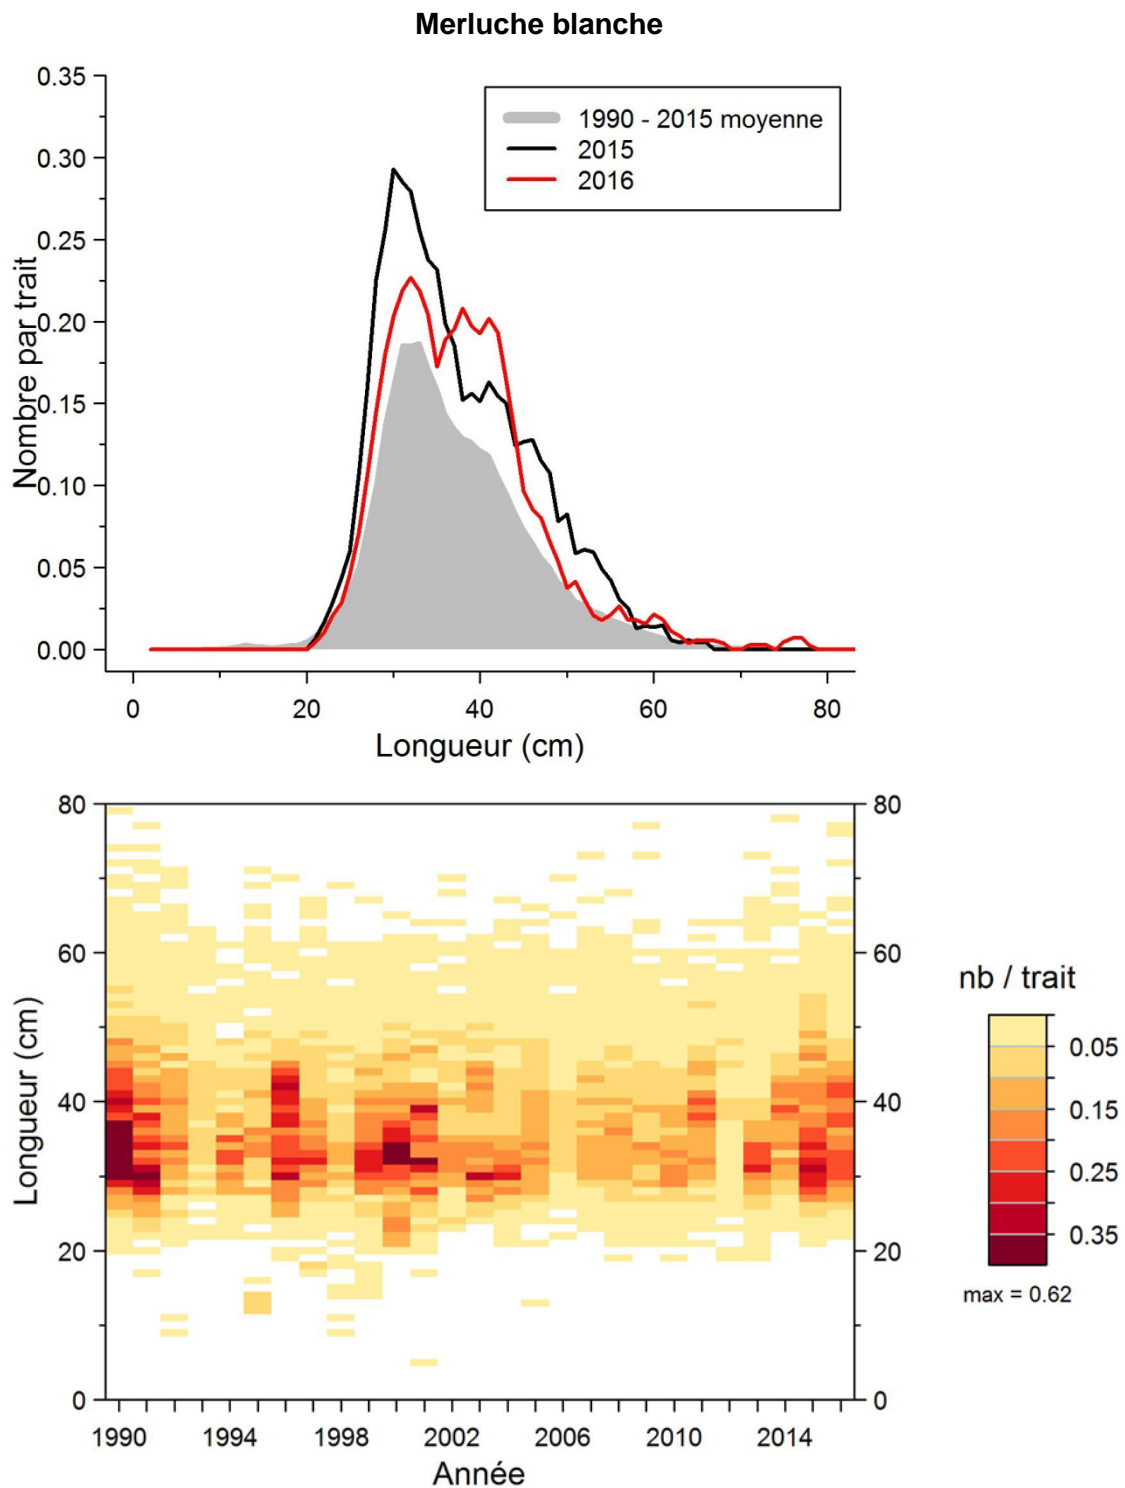 Merluche blanche
0.35
0.30
0.25
0.20
0.15
0.10
0.05
0.00
Nombre par trait
1990 - 2015 moyenne
2015
2016
0 20 40 60 80
Longueur (cm)
80
60
40
20
0
Longueur (cm)
80
60
40
20
0
1990 1994 1998 2002 2006 2010 2014
Année
nb / trait
0.05
0.15
0.25
0.35
max = 0.62